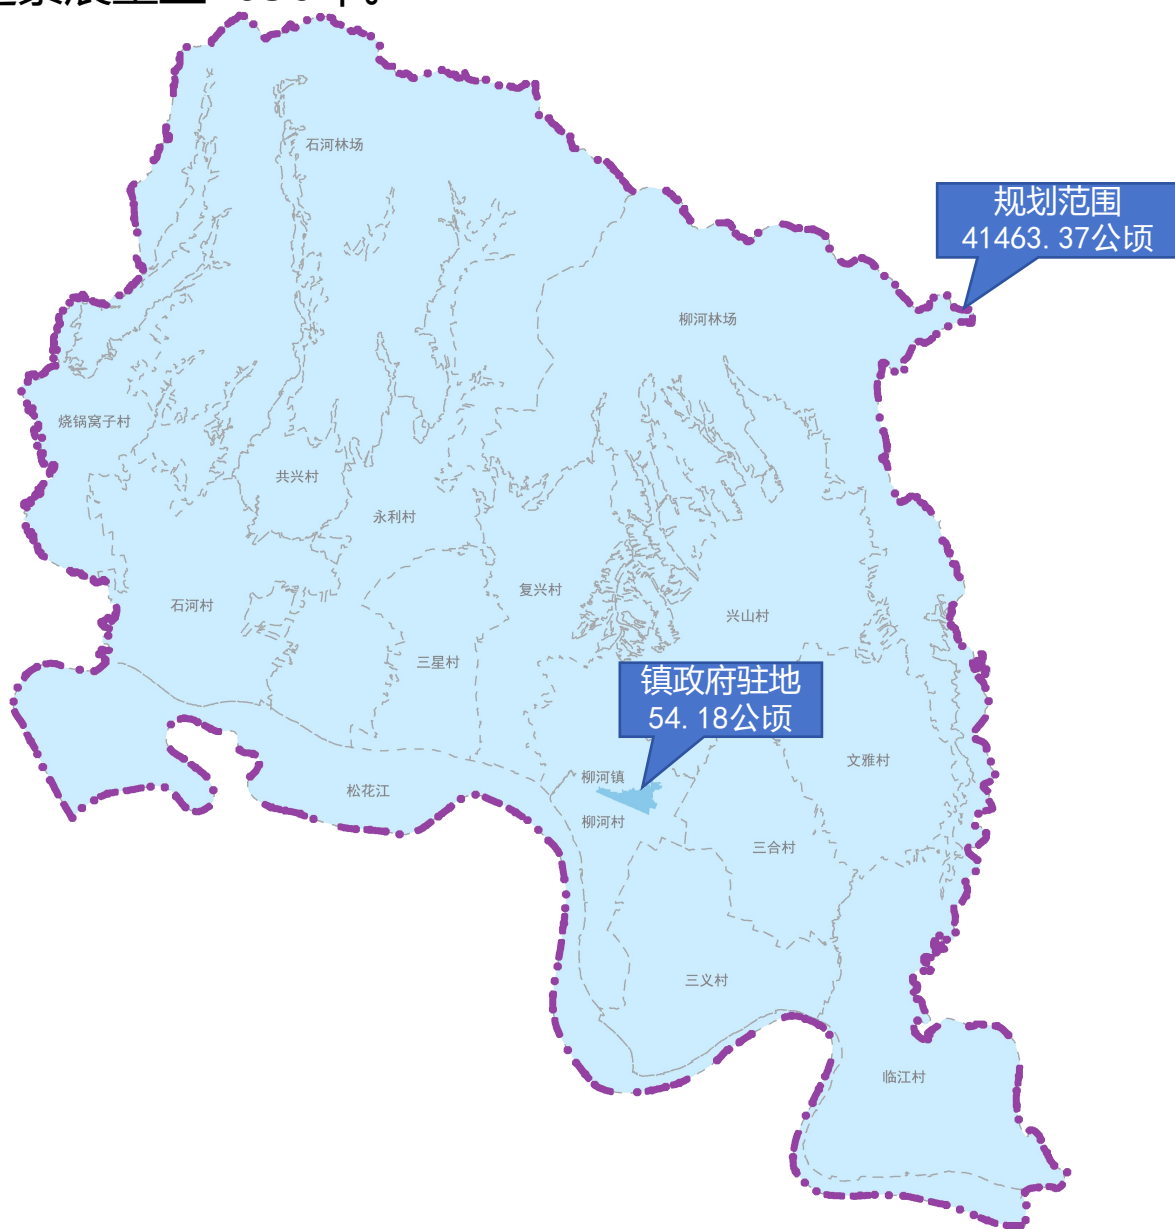 石河林场
规划范围
41463.37公顷
柳河林场
烧锅窝子村
共兴村
永利村
复兴村
石河村
兴山村
三星村
镇政府驻地
54.18公顷
文雅村
柳河镇
松花江
柳河村
三合村
三义村
临江村